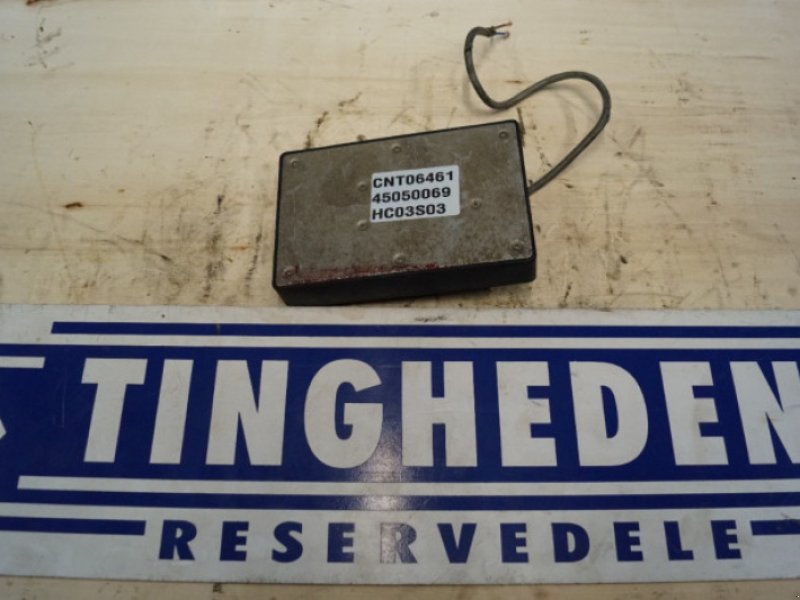 CNT06461
45050069
HC03S03
TINGHEDEN
RESERVEDELE